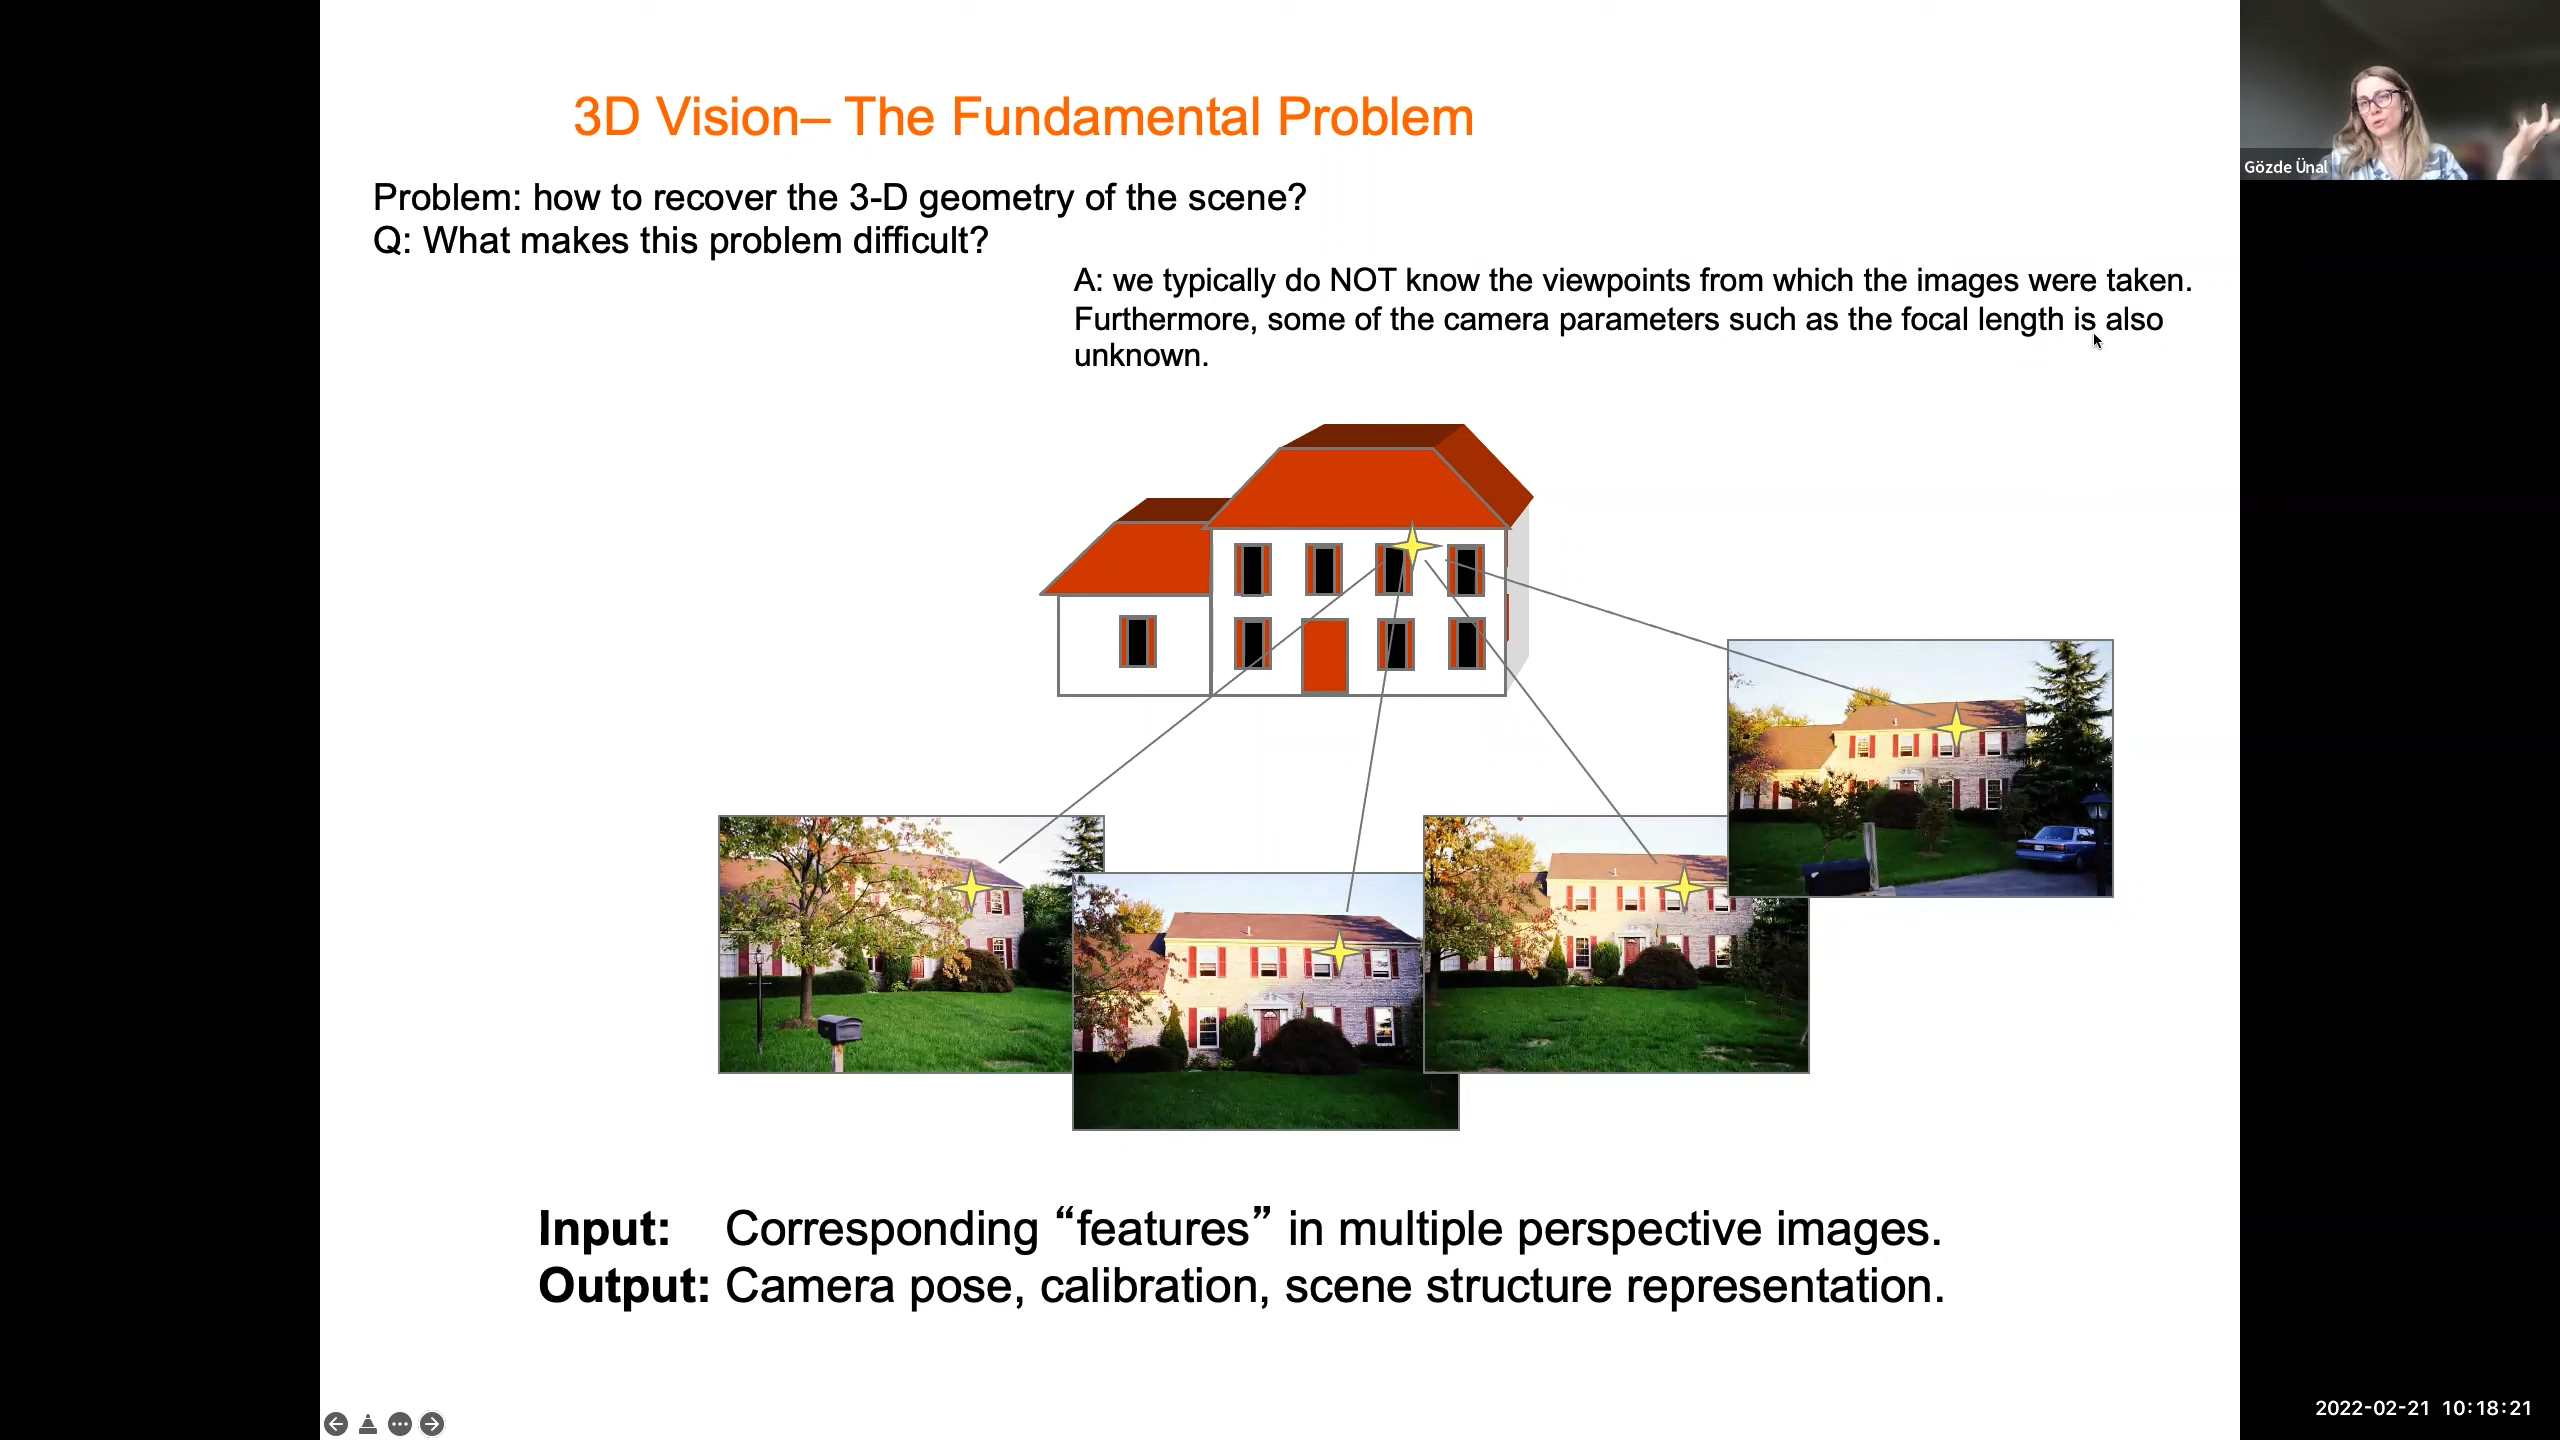 3D Vision– The Fundamental Problem
Gözde Ünal
Problem: how to recover the 3-D geometry of the scene?
Q: What makes this problem difficult?
A: we typically do NOT know the viewpoints from which the images were taken.
Furthermore, some of the camera parameters such as the focal length is also
unknown.
Input: Corresponding “features” in multiple perspective images.
Output: Camera pose, calibration, scene structure representation.
2022-02-21 10:18:21